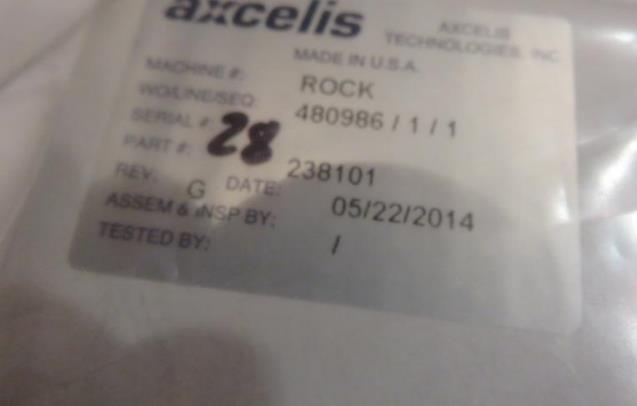 axcelis AXCELIS
TECHNOLOGIES, INC.
MADE IN U.S.A.
MACHINE #: ROCK
WO/LINE/SEQ: 480986 / 1 / 1
SERIAL #: 28
PART #: 238101
REV: G DATE: 05/22/2014
ASSEM & INSP BY: /
TESTED BY: